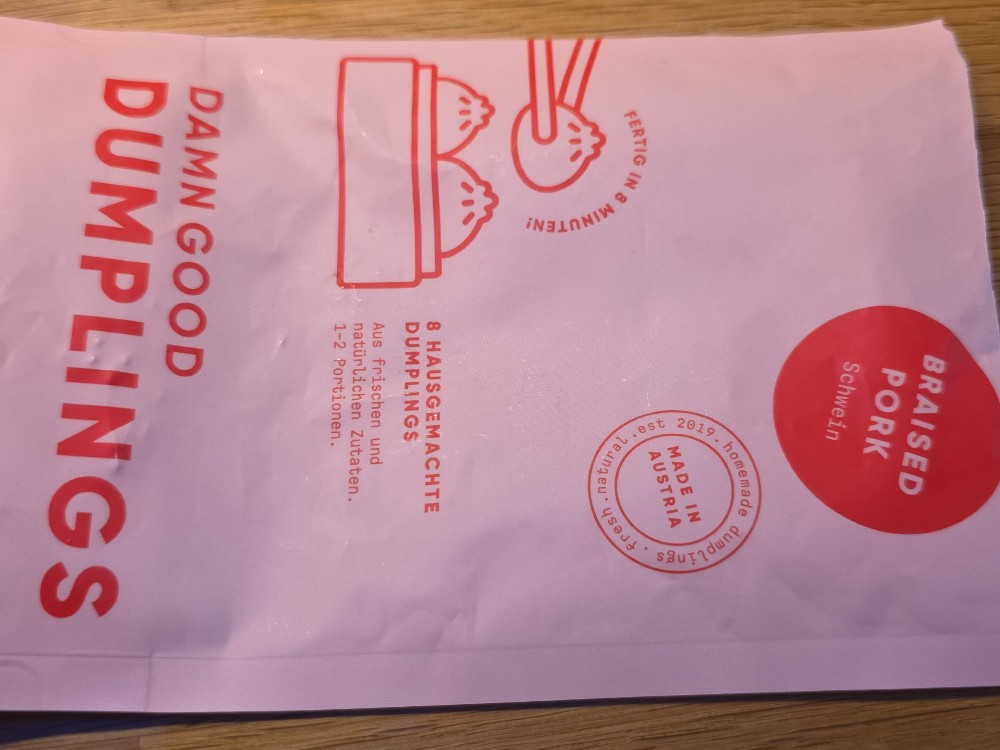 BRAISED
PORK
Schwein
FERTIG IN 8 MINUTEN!
MADE IN
AUSTRIA
.est 2019.homemade dumplings . fresh.natural
8 HAUSGEMACHTE
DUMPLINGS
Aus frischen und
natürlichen Zutaten.
1-2 Portionen.
DAMN GOOD
DUMPLINGS